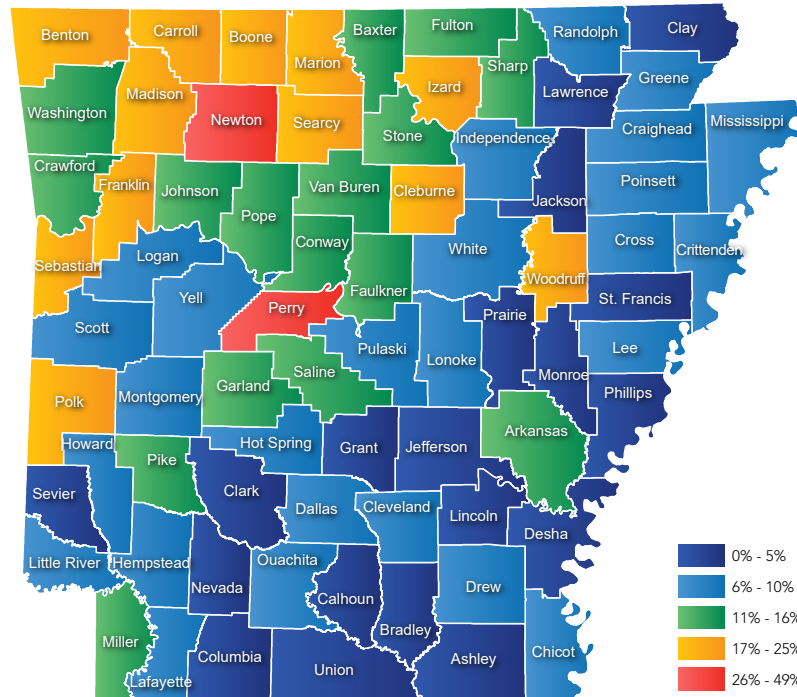 Benton
Carroll
Boone
Marion
Baxter
Fulton
Sharp
Randolph
Clay
Washington
Madison
Newton
Searcy
Izard
Lawrence
Greene
Stone
Independence
Craighead
Mississippi
Crawford
Franklin
Johnson
Pope
Van Buren
Cleburne
Jackson
Poinsett
Sebastian
Logan
Conway
Faulkner
White
Woodruff
Cross
Crittenden
Scott
Yell
Perry
Pulaski
Lonoke
Prairie
St. Francis
Lee
Monroe
Phillips
Polk
Montgomery
Garland
Saline
Howard
Pike
Hot Spring
Grant
Jefferson
Arkansas
Sevier
Clark
Dallas
Cleveland
Lincoln
Desha
Little River
Hempstead
Nevada
Ouachita
Calhoun
Drew
Bradley
Miller
Lafayette
Columbia
Union
Ashley
Chicot
0% - 5%
6% - 10%
11% - 16%
17% - 25%
26% - 49%